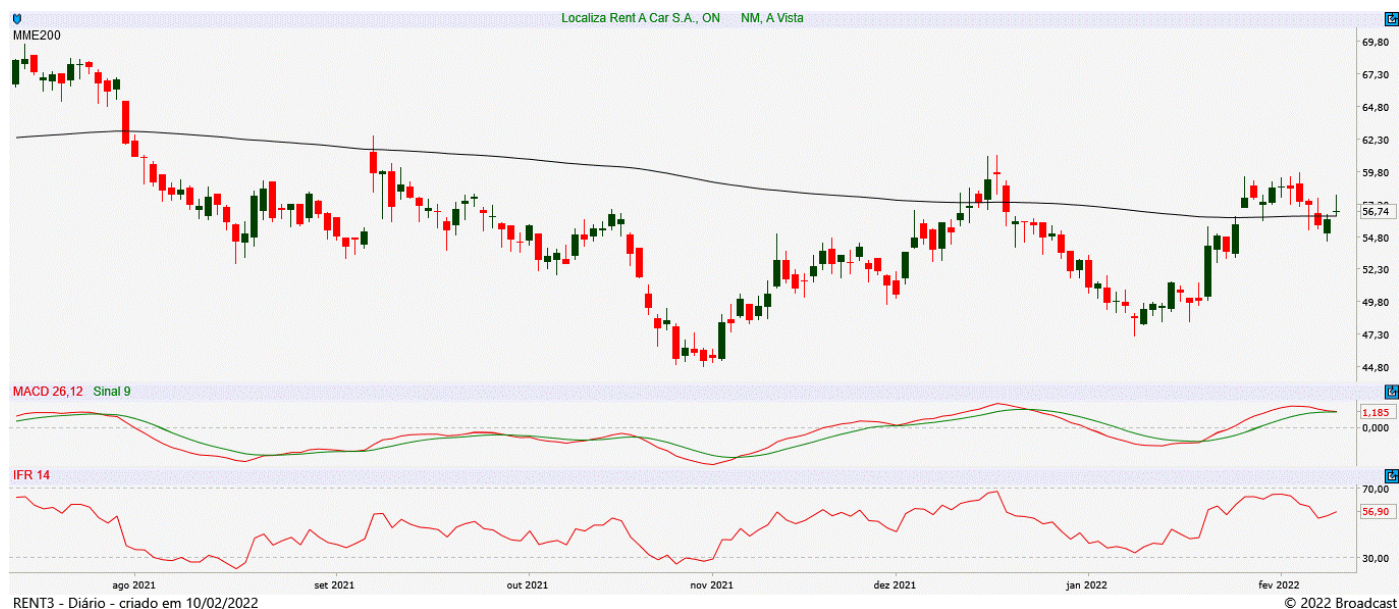 Localiza Rent A Car S.A., ON NM, A Vista
MME200
69,80
67,30
64,80
62,30
59,80
56,74
54,80
52,30
49,80
47,30
44,80
MACD 26,12 Sinal 9
1,185
0,000
IFR 14
70,00
56,90
30,00
ago 2021 set 2021 out 2021 nov 2021 dez 2021 jan 2022 fev 2022
RENT3 - Diário - criado em 10/02/2022 © 2022 Broadcast